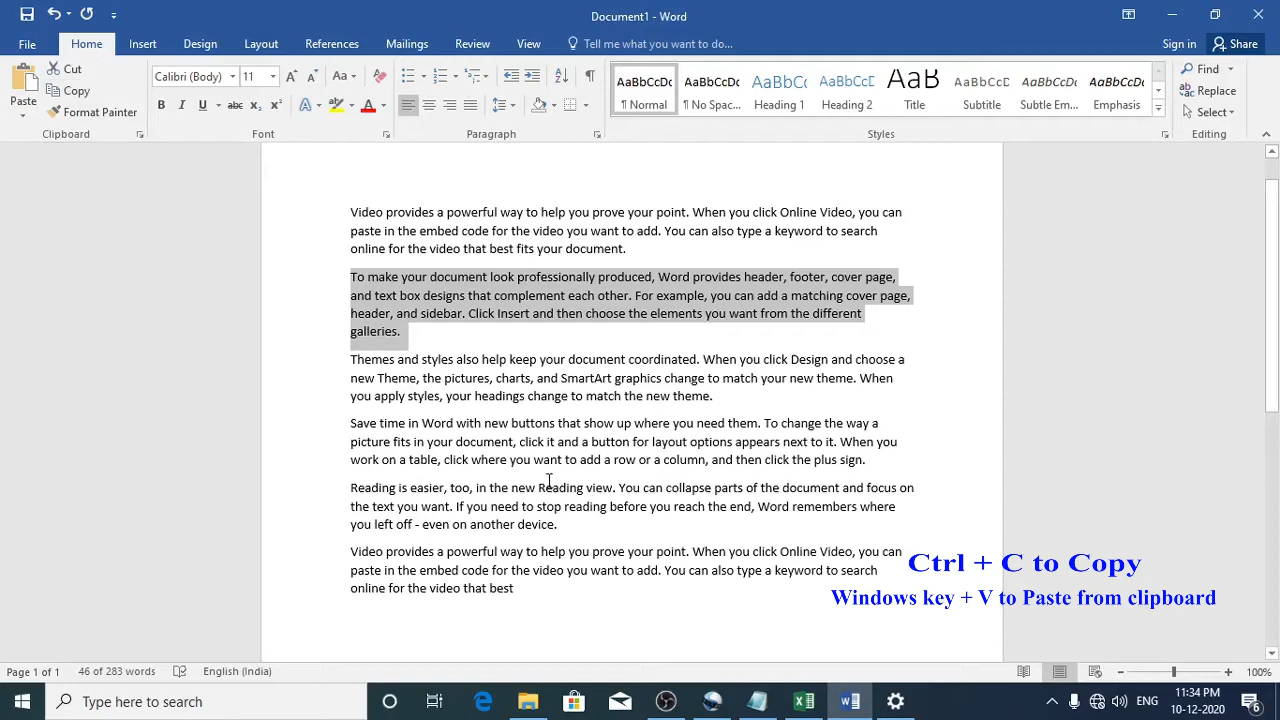 Document1 - Word
File Home Insert Design Layout References Mailings Review View Tell me what you want to do... Sign in Share
Paste
Cut
Copy
Format Painter
Clipboard
Calibri (Body) 11
Font
Paragraph
AaBbCcDc ¶ Normal
AaBbCcDc ¶ No Spac...
AaBbCc Heading 1
AaBbCcD Heading 2
AaB Title
AaBbCcD Subtitle
AaBbCcDc Subtle Em...
AaBbCcDc Emphasis
Styles
Find
Replace
Select
Editing
Video provides a powerful way to help you prove your point. When you click Online Video, you can
paste in the embed code for the video you want to add. You can also type a keyword to search
online for the video that best fits your document.
To make your document look professionally produced, Word provides header, footer, cover page,
and text box designs that complement each other. For example, you can add a matching cover page,
header, and sidebar. Click Insert and then choose the elements you want from the different
galleries.
Themes and styles also help keep your document coordinated. When you click Design and choose a
new Theme, the pictures, charts, and SmartArt graphics change to match your new theme. When
you apply styles, your headings change to match the new theme.
Save time in Word with new buttons that show up where you need them. To change the way a
picture fits in your document, click it and a button for layout options appears next to it. When you
work on a table, click where you want to add a row or a column, and then click the plus sign.
Reading is easier, too, in the new Reading view. You can collapse parts of the document and focus on
the text you want. If you need to stop reading before you reach the end, Word remembers where
you left off - even on another device.
Video provides a powerful way to help you prove your point. When you click Online Video, you can
paste in the embed code for the video you want to add. You can also type a keyword to search
online for the video that best
Ctrl + C to Copy
Windows key + V to Paste from clipboard
Page 1 of 1 46 of 283 words English (India) 100%
Type here to search
ENG
11:34 PM
10-12-2020
6